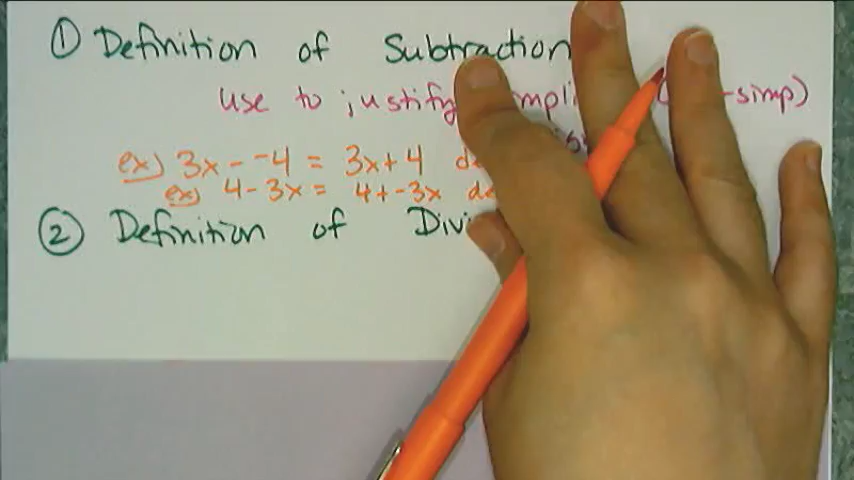 ① Definition of Subtraction
use to justify simp)
ex) 3x - -4 = 3x + 4
ex) 4 - 3x = 4 + -3x
② Definition of